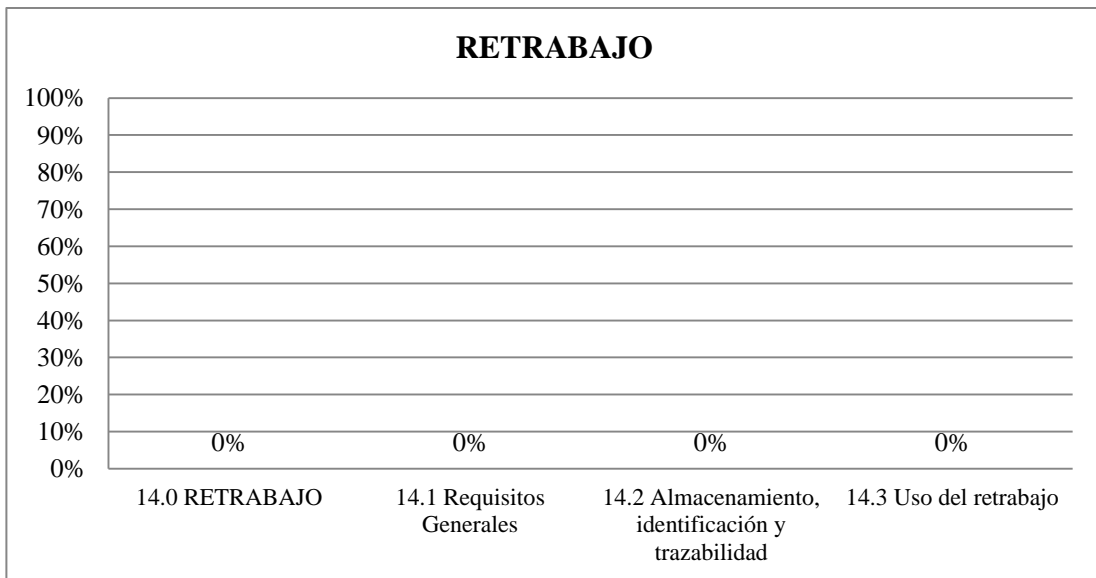 RETRABAJO
100%
90%
80%
70%
60%
50%
40%
30%
20%
10%
0%
0%
0%
0%
0%
14.0 RETRABAJO
14.1 Requisitos
Generales
14.2 Almacenamiento,
identificación y
trazabilidad
14.3 Uso del retrabajo